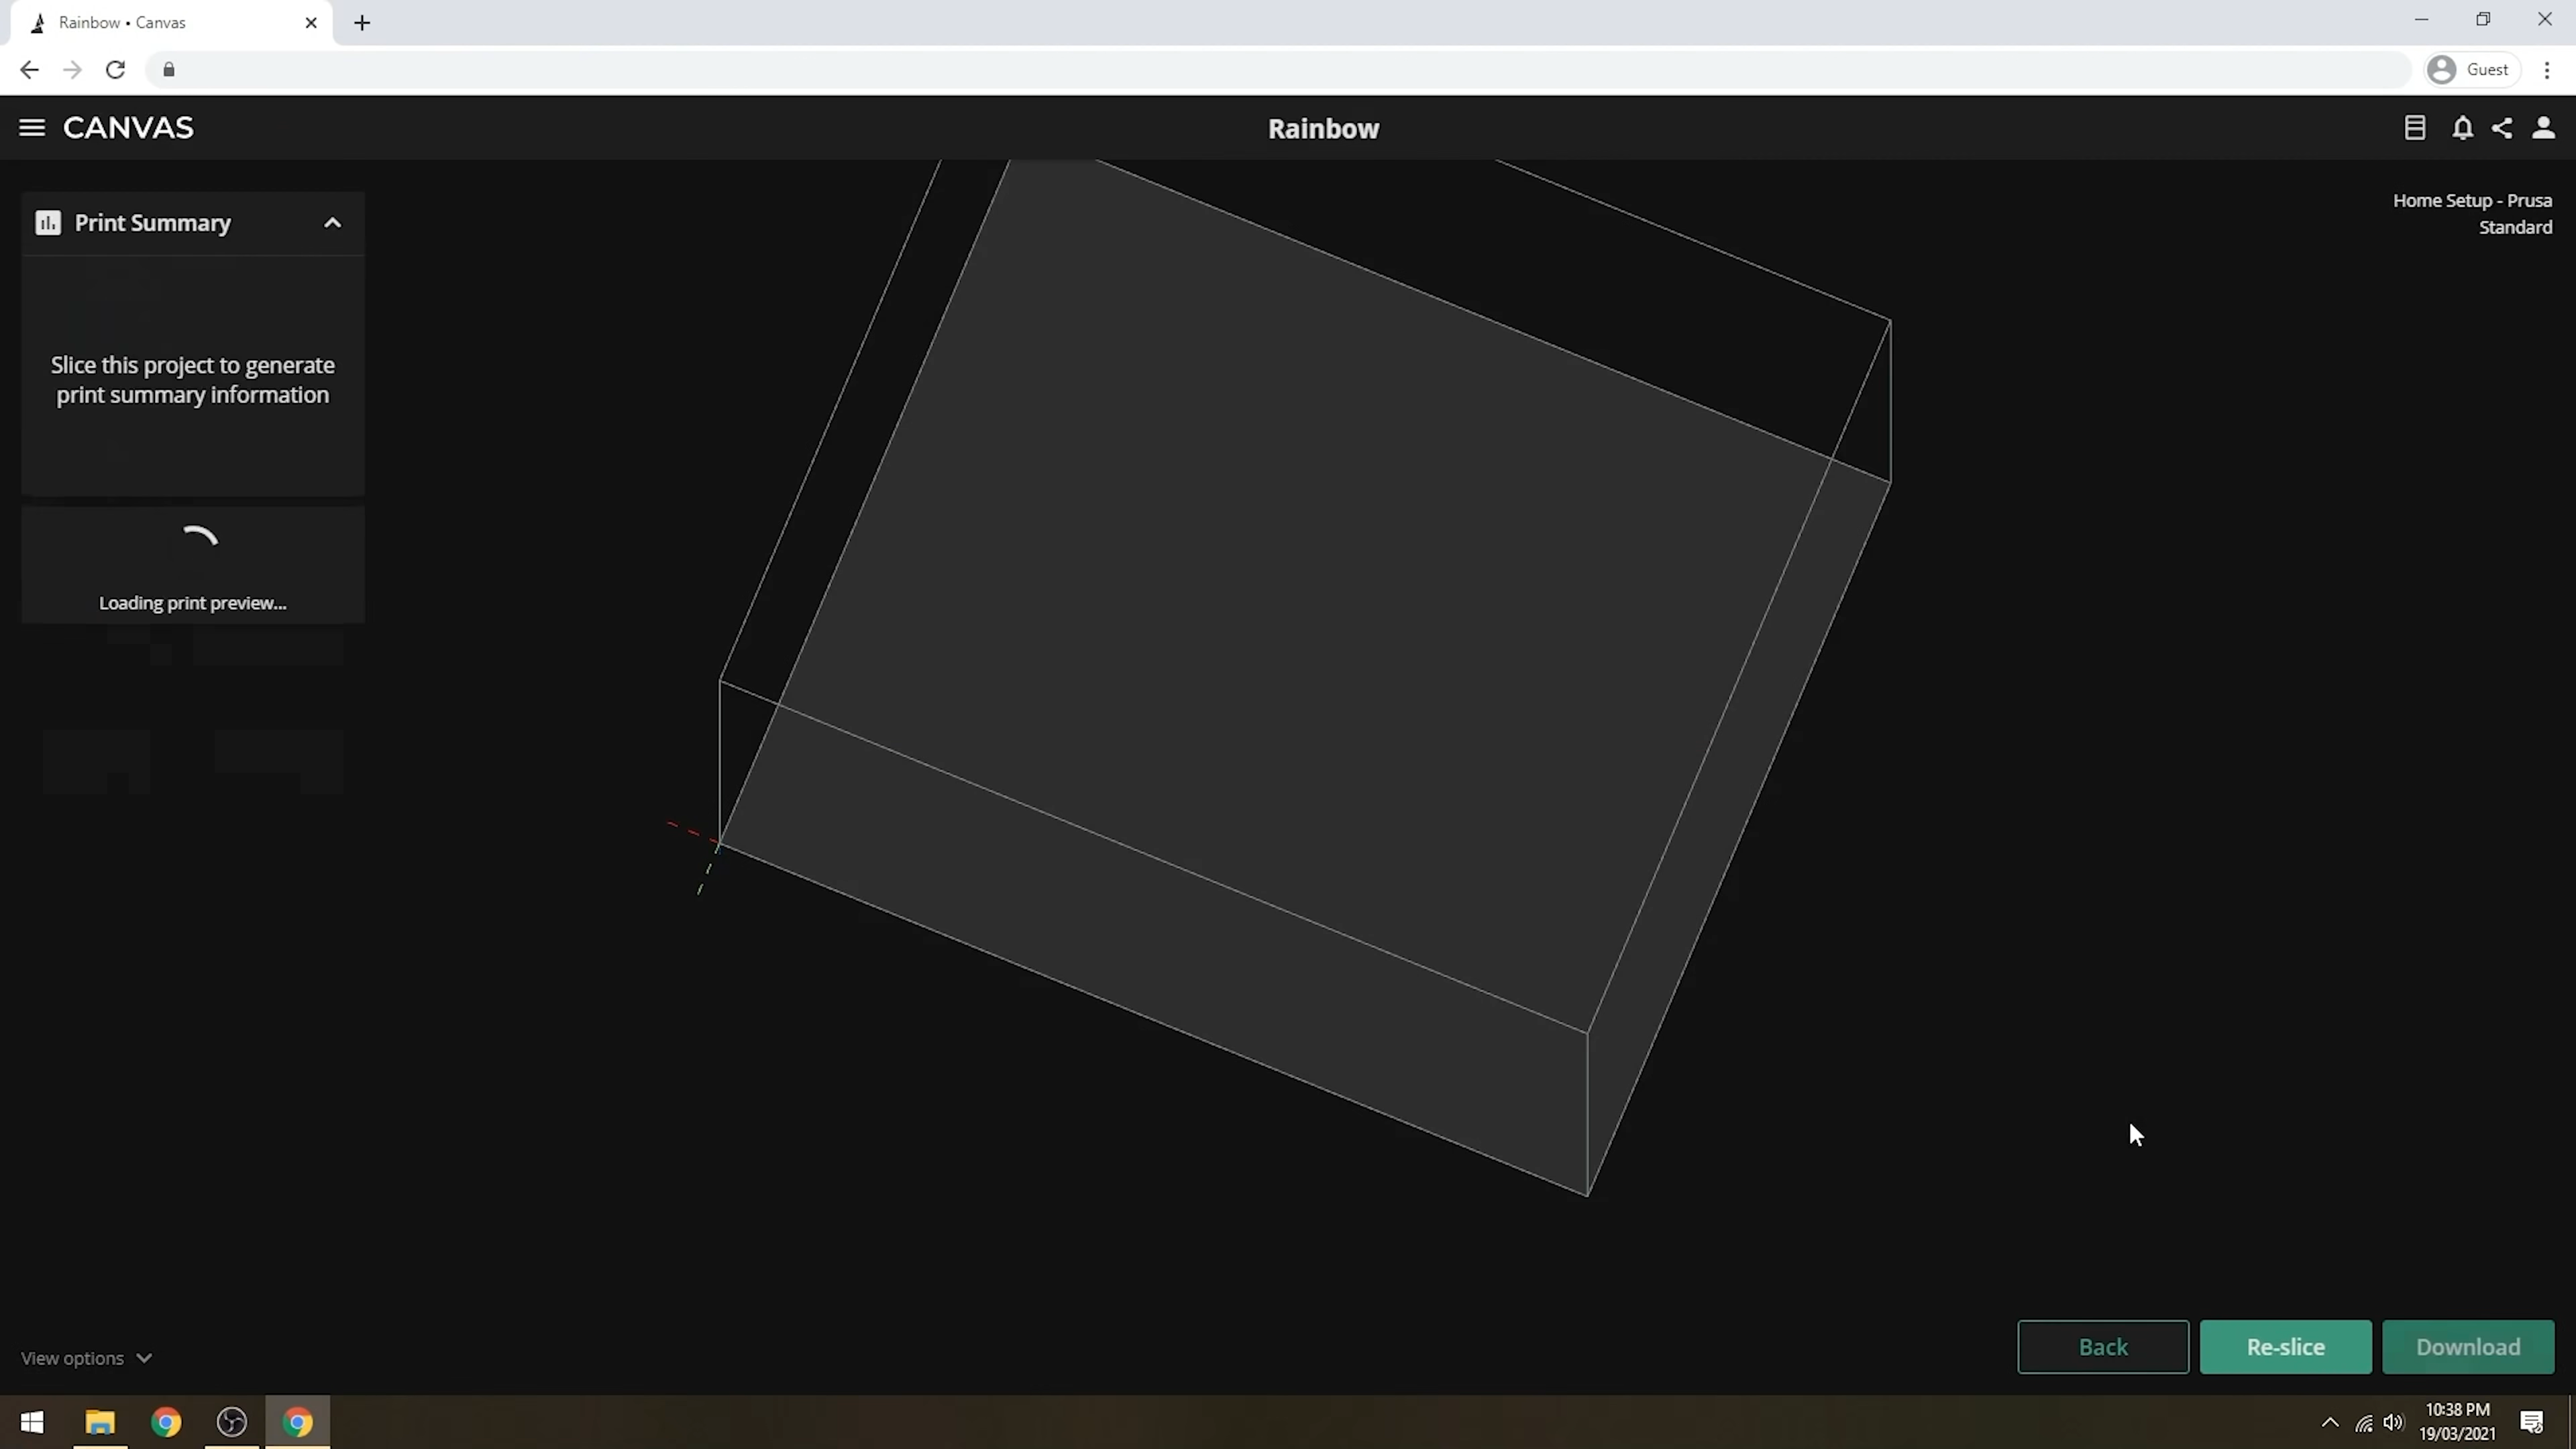 Rainbow • Canvas
Guest
CANVAS
Rainbow
Print Summary
Home Setup - Prusa
Standard
Slice this project to generate
print summary information
Loading print preview...
View options
Back
Re-slice
Download
10:38 PM
19/03/2021